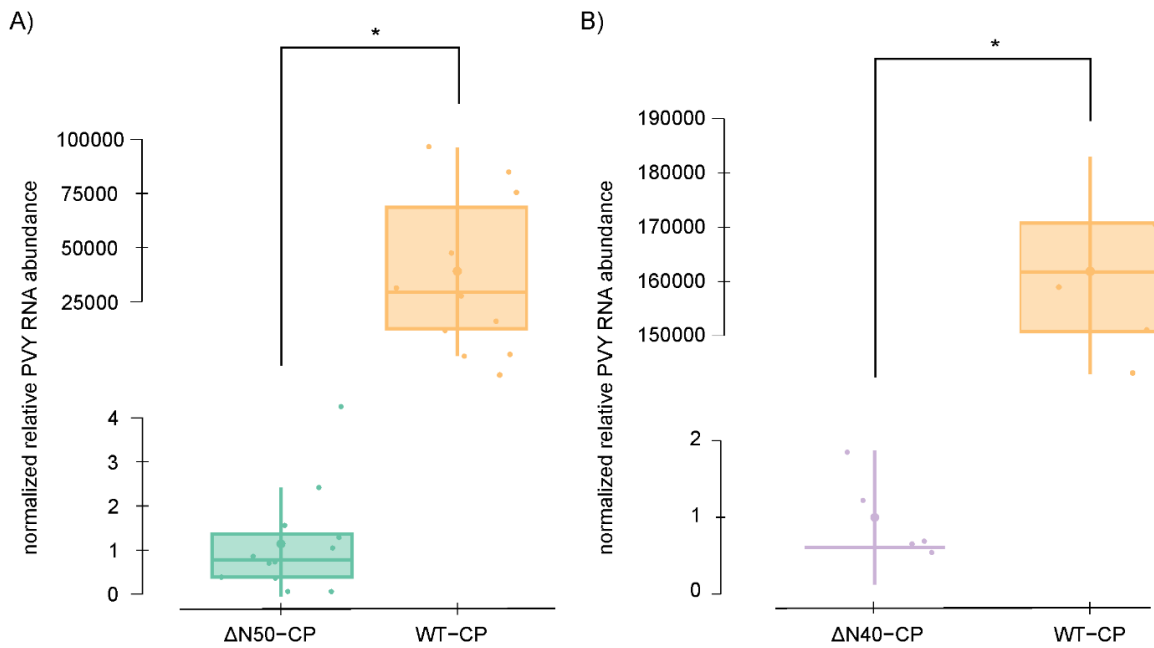 A)
*
normalized relative PVY RNA abundance
100000
75000
50000
25000
4
3
2
1
0
ΔN50−CP
WT−CP
B)
*
normalized relative PVY RNA abundance
190000
180000
170000
160000
150000
2
1
0
ΔN40−CP
WT−CP